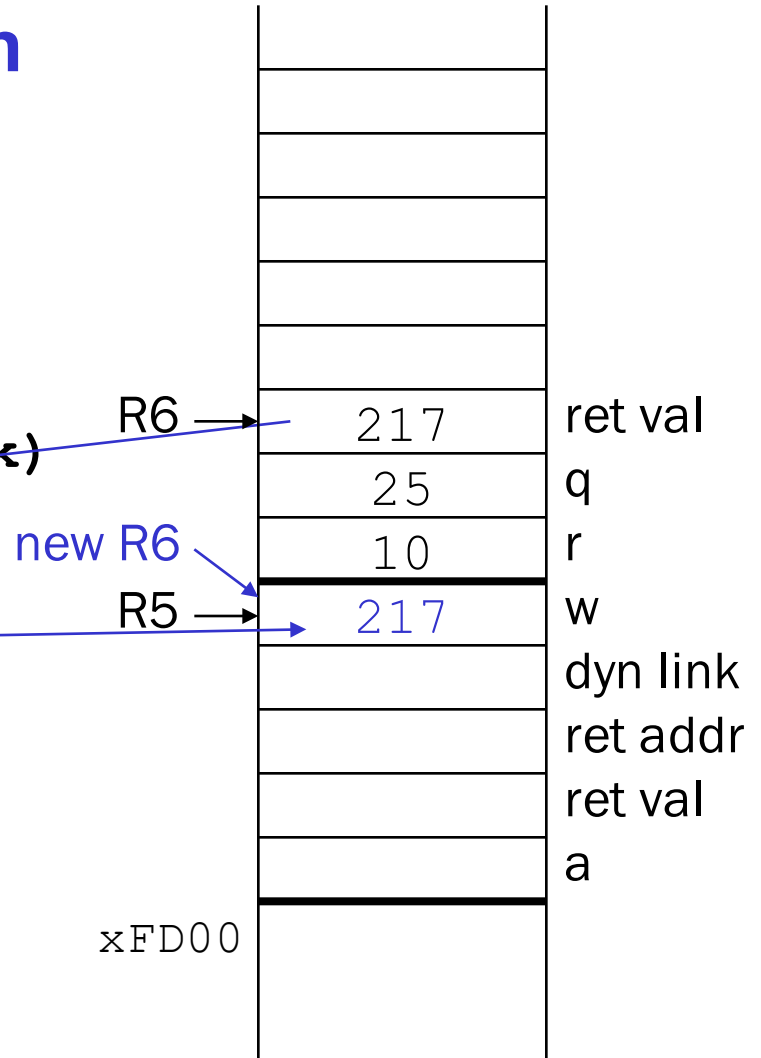 n
R6 217 ret val
k)
25 q
new R6 10 r
R5 217 w
dyn link
ret addr
ret val
a
xFD00